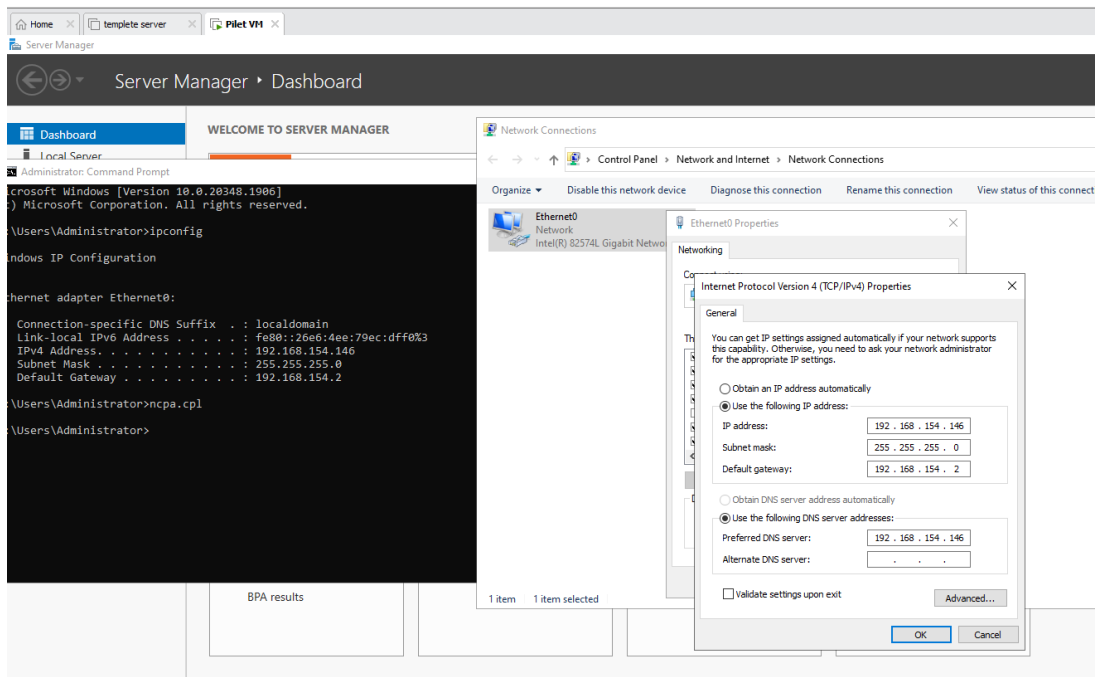 Home
templete server
Pilet VM
Server Manager
Server Manager • Dashboard
Dashboard
Local Server
WELCOME TO SERVER MANAGER
Administrator: Command Prompt
crosoft Windows [Version 10.0.20348.1906]
) Microsoft Corporation. All rights reserved.
:\Users\Administrator>ipconfig
ndows IP Configuration
hernet adapter Ethernet0:
Connection-specific DNS Suffix . : localdomain
Link-local IPv6 Address . . . . . : fe80::26e6:4ee:79ec:dff0%3
IPv4 Address. . . . . . . . . . . : 192.168.154.146
Subnet Mask . . . . . . . . . . . : 255.255.255.0
Default Gateway . . . . . . . . . : 192.168.154.2
:\Users\Administrator>ncpa.cpl
:\Users\Administrator>
BPA results
Network Connections
Control Panel > Network and Internet > Network Connections
Organize Disable this network device Diagnose this connection Rename this connection View status of this connect
Ethernet0
Network
Intel(R) 82574L Gigabit Netwo
1 item 1 item selected
Ethernet0 Properties
Networking
Internet Protocol Version 4 (TCP/IPv4) Properties
General
You can get IP settings assigned automatically if your network supports
this capability. Otherwise, you need to ask your network administrator
for the appropriate IP settings.
Obtain an IP address automatically
Use the following IP address:
IP address: 192 . 168 . 154 . 146
Subnet mask: 255 . 255 . 255 . 0
Default gateway: 192 . 168 . 154 . 2
Obtain DNS server address automatically
Use the following DNS server addresses:
Preferred DNS server: 192 . 168 . 154 . 146
Alternate DNS server: . . .
Validate settings upon exit
Advanced...
OK Cancel